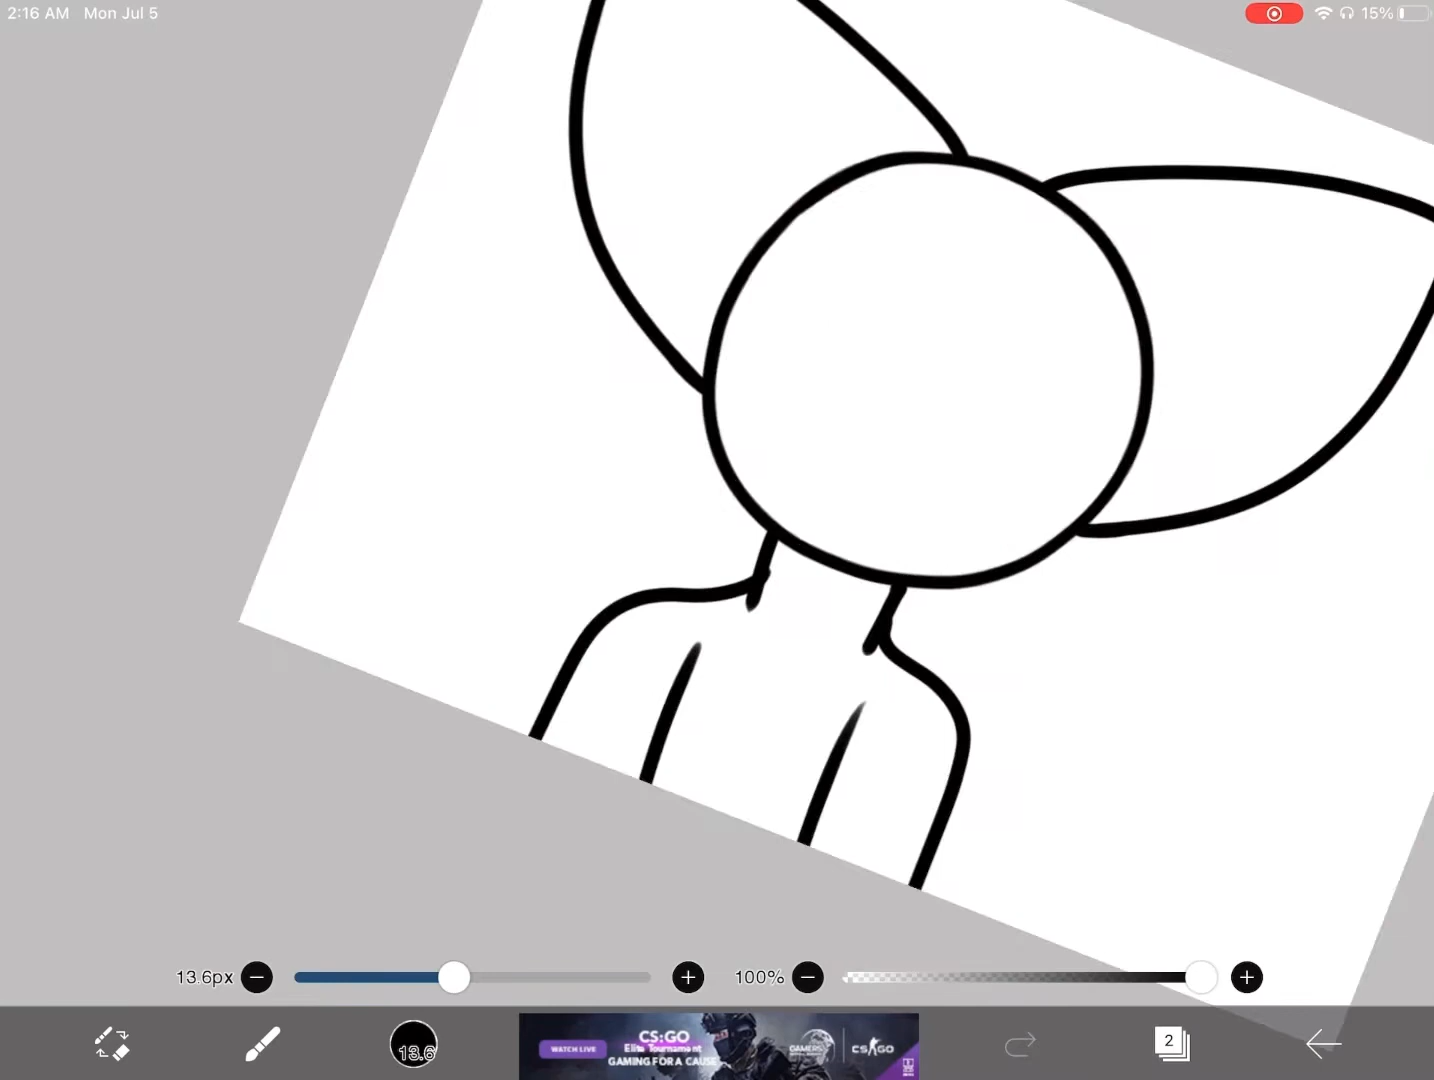 2:16 AM Mon Jul 5
15%
13.6px
100%
13.6
WATCH LIVE
CS:GO
Elite Tournament
GAMING FOR A CAUSE
CS GO
2